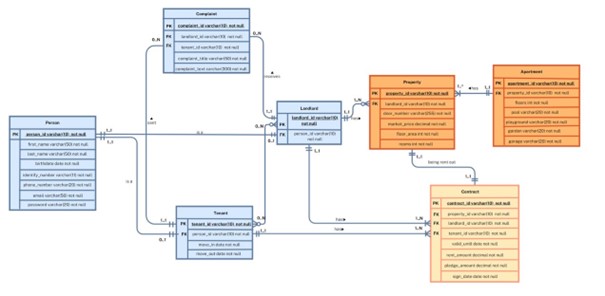 Complaint
PK complaint_id varchar(10) not null
FK landlord_id varchar(10) not null
FK tenant_id varchar(10) not null
complaint_title varchar(50) not null
complaint_text varchar(300) not null
0..N
0..N
Person
PK person_id varchar(10) not null
first_name varchar(50) not null
last_name varchar(50) not null
birthdate date not null
identity_number varchar(11) not null
phone_number varchar(20) not null
email varchar(50) not null
password varchar(25) not null
1..1
1..1
is a
is a
Landlord
PK landlord_id varchar(10) not null
FK person_id varchar(10) not null
1..1
0..N
0..1
1..1
1..1
Property
PK property_id varchar(10) not null
FK landlord_id varchar(10) not null
door_number varchar(255) not null
market_price decimal not null
floor_area int not null
rooms int not null
1..N
1..1
has
1..1
1..1
Apartment
PK apartment_id varchar(10) not null
FK property_id varchar(10) not null
floors int not null
pool varchar(20) not null
playground varchar(20) not null
garden varchar(20) not null
garage varchar(20) not null
being rent out
1..1
Tenant
PK tenant_id varchar(10) not null
FK person_id varchar(10) not null
move_in date not null
move_out date not null
1..1
0..1
0..N
1..1
has
has
Contract
PK contract_id varchar(10) not null
FK property_id varchar(10) not null
FK landlord_id varchar(10) not null
FK tenant_id varchar(10) not null
valid_until date not null
rent_amount decimal not null
pledge_amount decimal not null
sign_date date not null
1..N
1..N